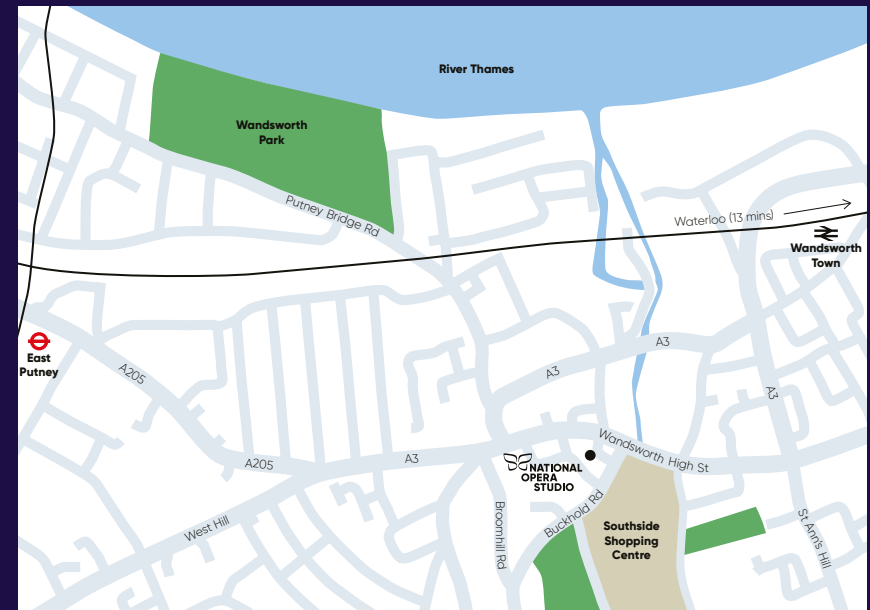 River Thames
Wandsworth
Park
Putney Bridge Rd
Waterloo (13 mins)
Wandsworth
Town
East
Putney
A205
A3
A3
A3
Wandsworth High St
A205
A3
NATIONAL
OPERA
STUDIO
Buckhold Rd
Broomhill Rd
West Hill
Southside
Shopping
Centre
St Ann's Hill